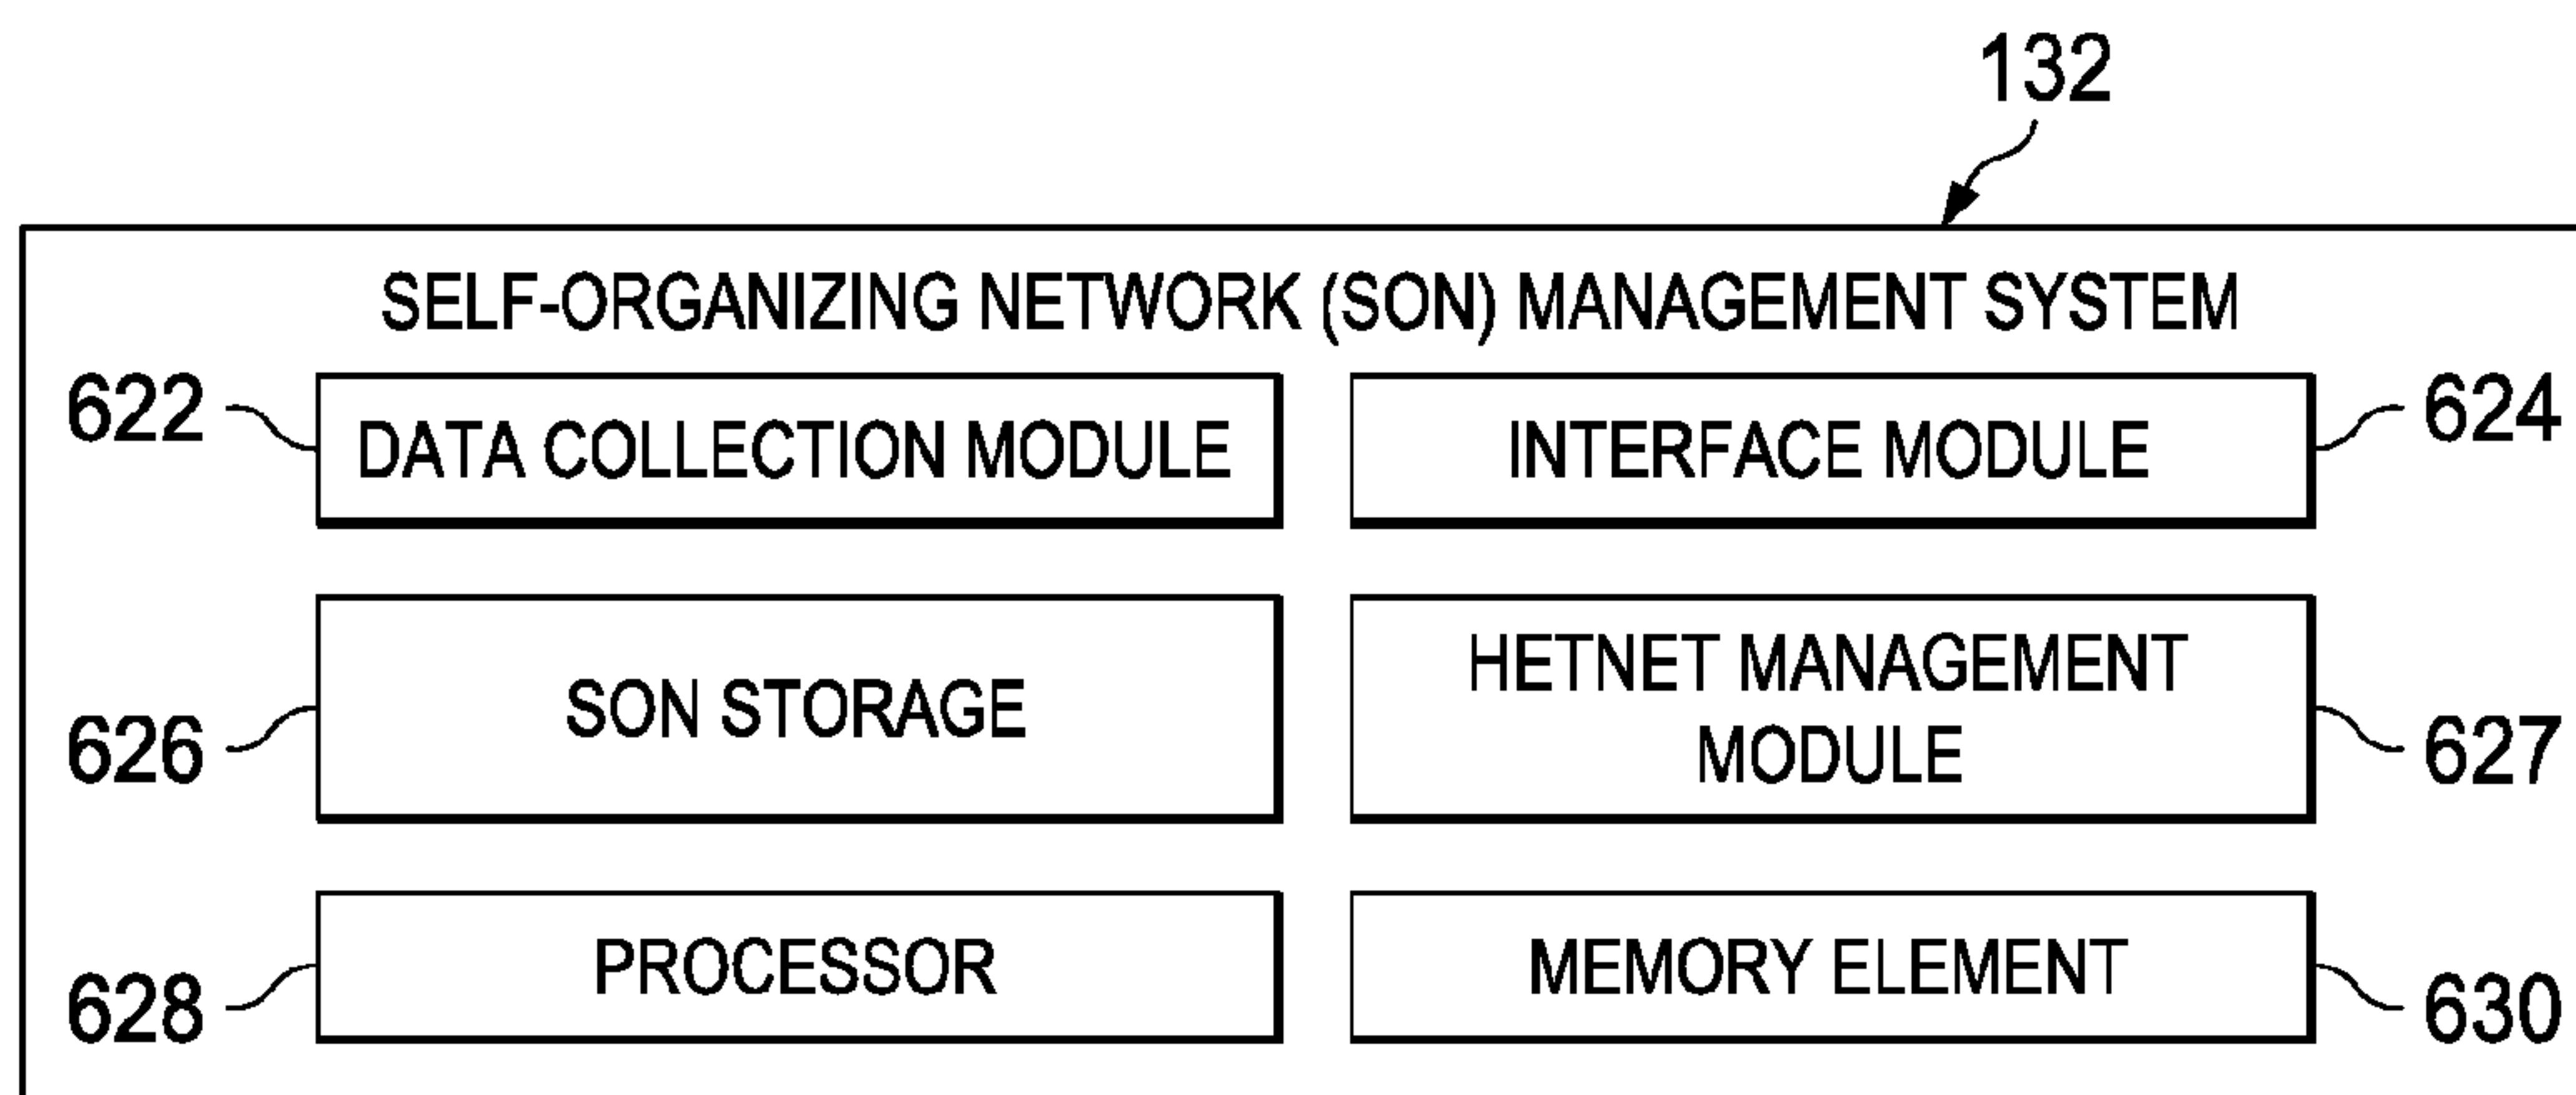 132
SELF-ORGANIZING NETWORK (SON) MANAGEMENT SYSTEM
622
DATA COLLECTION MODULE
INTERFACE MODULE
624
626
SON STORAGE
HETNET MANAGEMENT
MODULE
627
628
PROCESSOR
MEMORY ELEMENT
630